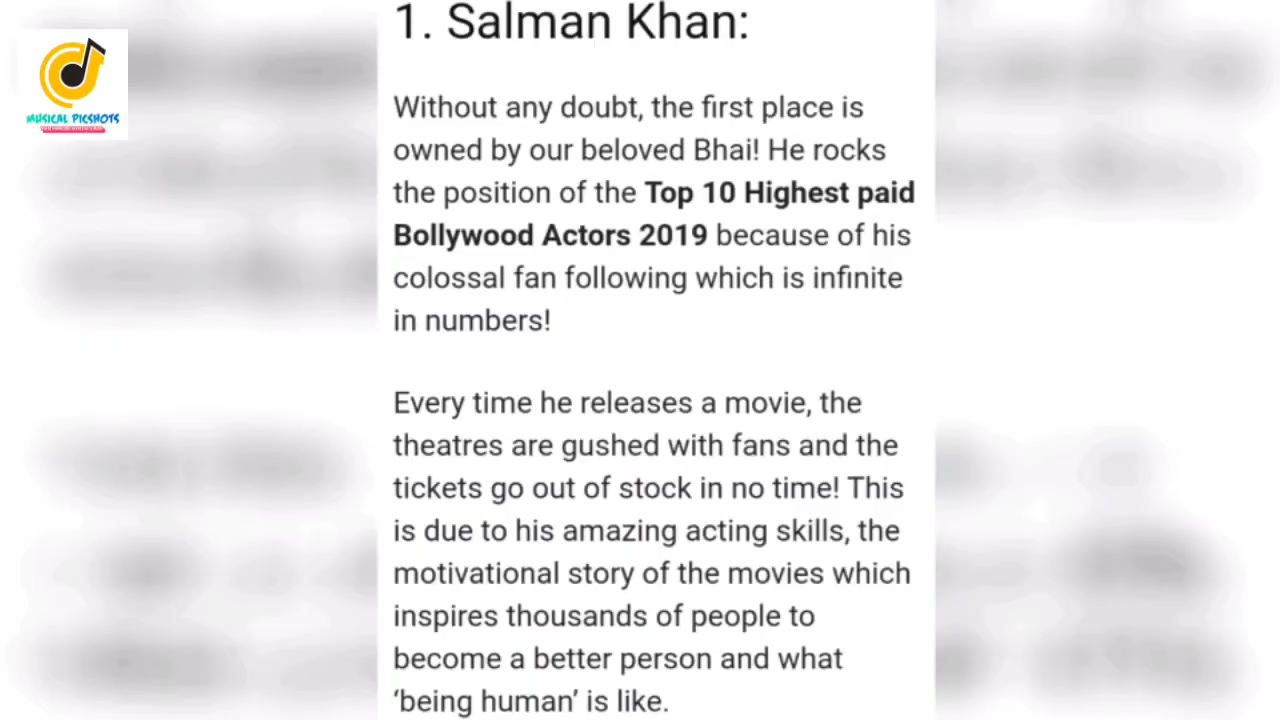 1. Salman Khan:
Without any doubt, the first place is
owned by our beloved Bhai! He rocks
the position of the Top 10 Highest paid
Bollywood Actors 2019 because of his
colossal fan following which is infinite
in numbers!
Every time he releases a movie, the
theatres are gushed with fans and the
tickets go out of stock in no time! This
is due to his amazing acting skills, the
motivational story of the movies which
inspires thousands of people to
become a better person and what
‘being human’ is like.
MUSICAL PICSHOTS